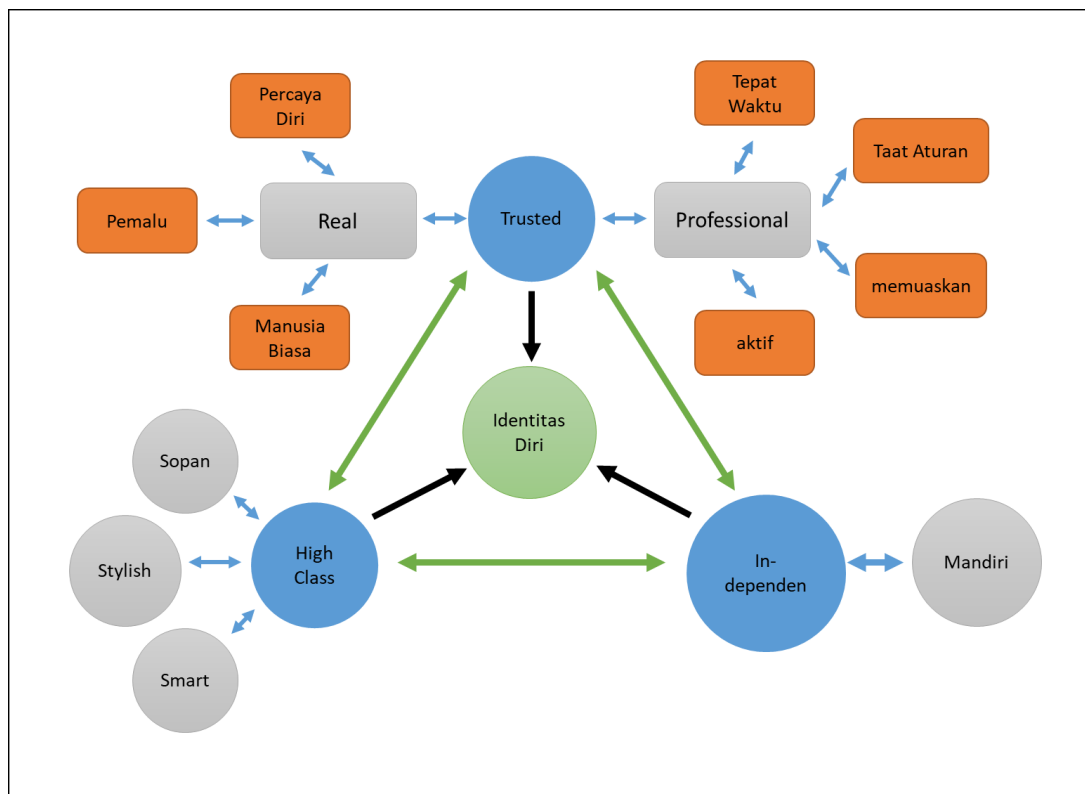 Percaya
Diri
Tepat
Waktu
Taat Aturan
Pemalu
Real
Trusted
Professional
memuaskan
Manusia
Biasa
aktif
Identitas
Diri
Sopan
Stylish
High
Class
In-
dependen
Mandiri
Smart